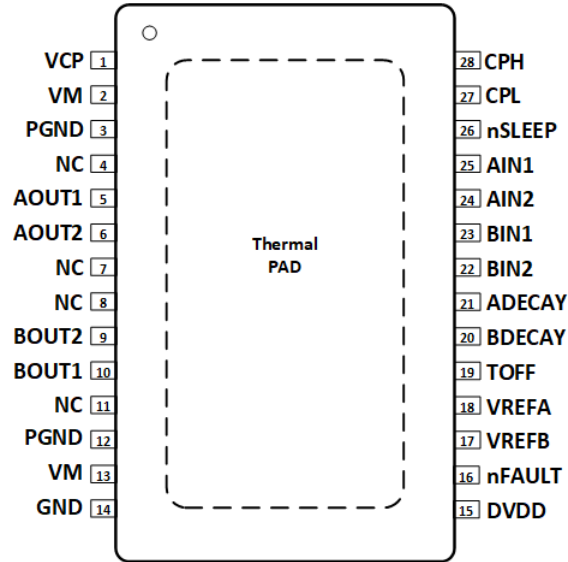 VCP 1
VM 2
PGND 3
NC 4
AOUT1 5
AOUT2 6
NC 7
NC 8
BOUT2 9
BOUT1 10
NC 11
PGND 12
VM 13
GND 14
Thermal
PAD
28 CPH
27 CPL
26 nSLEEP
25 AIN1
24 AIN2
23 BIN1
22 BIN2
21 ADECAY
20 BDECAY
19 TOFF
18 VREFA
17 VREFB
16 nFAULT
15 DVDD